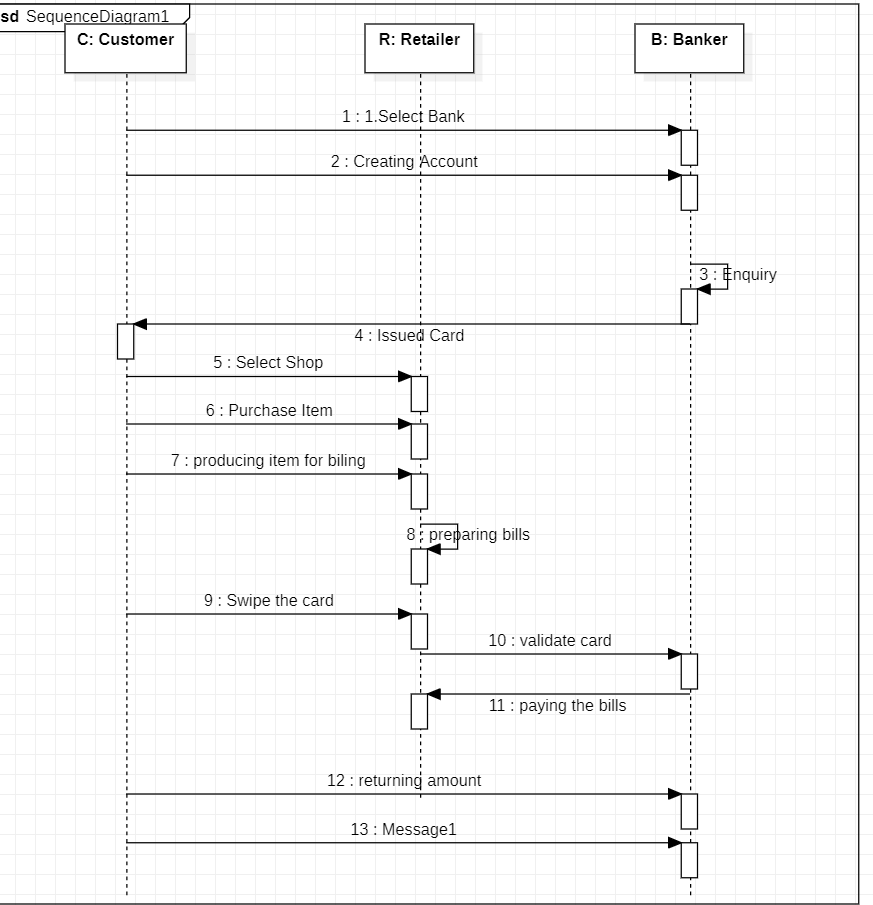 sd SequenceDiagram1
C: Customer
R: Retailer
B: Banker
1 : 1.Select Bank
2 : Creating Account
3 : Enquiry
4 : Issued Card
5 : Select Shop
6 : Purchase Item
7 : producing item for biling
8 : preparing bills
9 : Swipe the card
10 : validate card
11 : paying the bills
12 : returning amount
13 : Message1